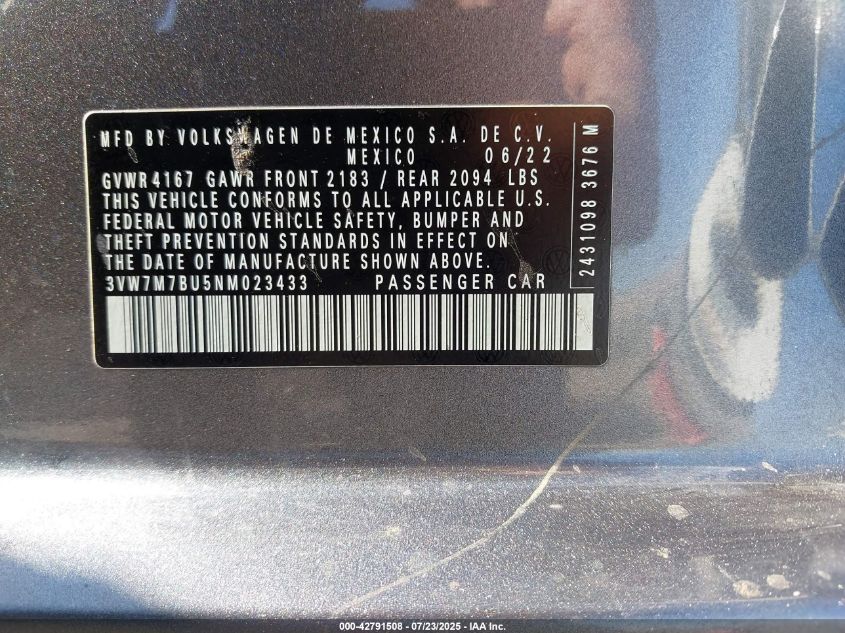 MFD BY VOLKSWAGEN DE MEXICO S.A. DE C.V.
MEXICO 06/22
GVWR 4167 GAWR FRONT 2183 / REAR 2094 LBS
THIS VEHICLE CONFORMS TO ALL APPLICABLE U.S.
FEDERAL MOTOR VEHICLE SAFETY, BUMPER AND
THEFT PREVENTION STANDARDS IN EFFECT ON
THE DATE OF MANUFACTURE SHOWN ABOVE.
3VW7M7BU5NM023433 PASSENGER CAR
2431098 3676 M
000-42791508 - 07/23/2025 - IAA Inc.